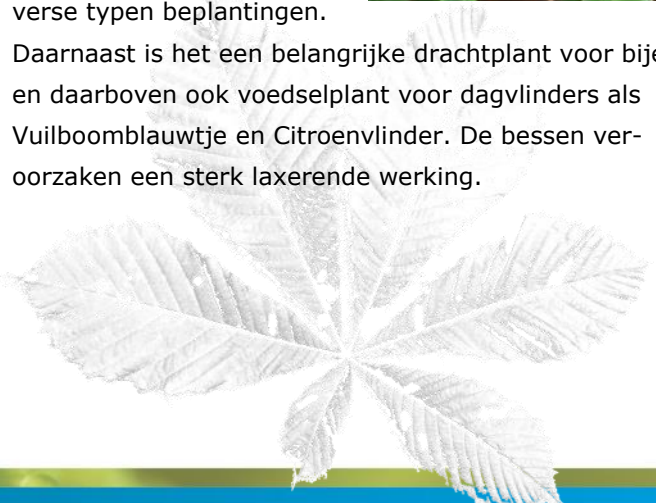 verse typen beplantingen.
Daarnaast is het een belangrijke drachtplant voor bije
en daarboven ook voedselplant voor dagvlinders als
Vuilboomblauwtje en Citroenvlinder. De bessen ver-
oorzaken een sterk laxerende werking.